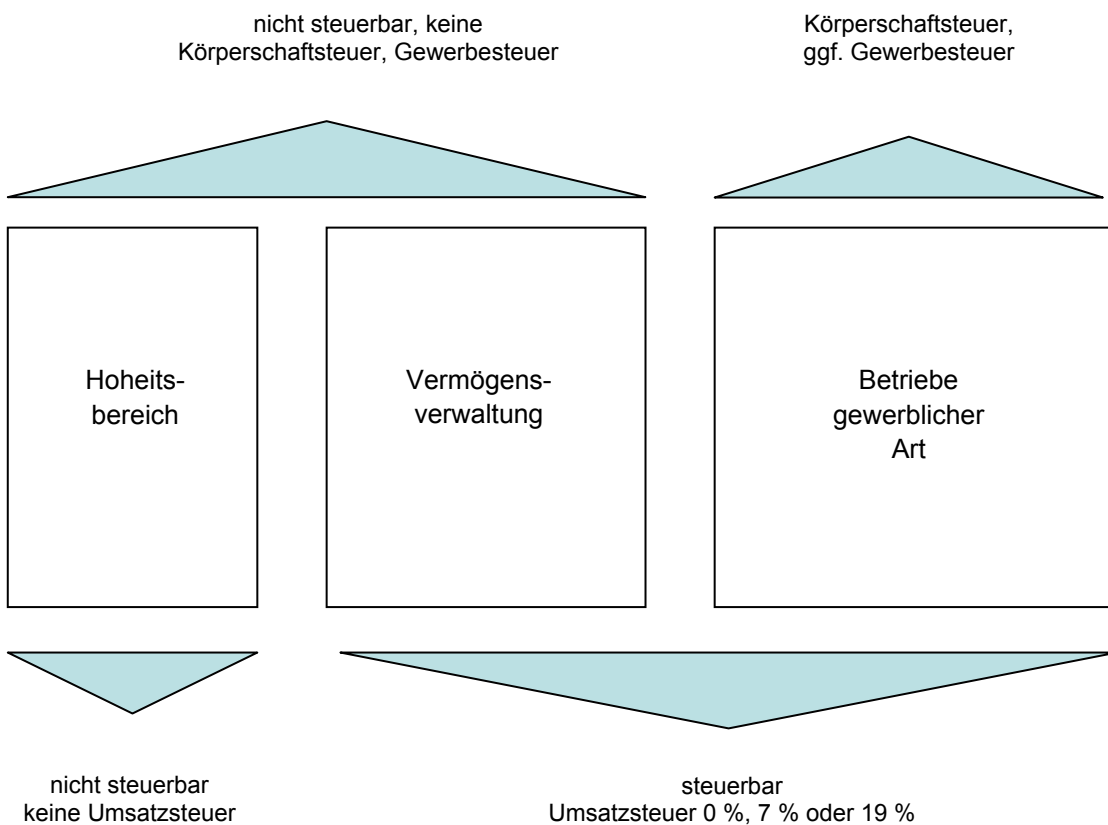 nicht steuerbar, keine
Körperschaftsteuer, Gewerbesteuer
Körperschaftsteuer,
ggf. Gewerbesteuer
Hoheits-
bereich
Vermögens-
verwaltung
Betriebe
gewerblicher
Art
nicht steuerbar
keine Umsatzsteuer
steuerbar
Umsatzsteuer 0 %, 7 % oder 19 %